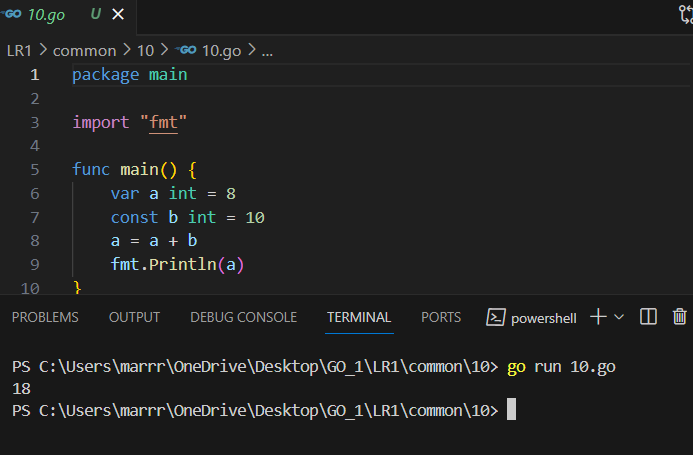 GO 10.go U
LR1 > common > 10 > GO 10.go > ...
1 package main
2
3 import "fmt"
4
5 func main() {
6     var a int = 8
7     const b int = 10
8     a = a + b
9     fmt.Println(a)
10 }
PROBLEMS OUTPUT DEBUG CONSOLE TERMINAL PORTS powershell
PS C:\Users\marrr\OneDrive\Desktop\GO_1\LR1\common\10> go run 10.go
18
PS C:\Users\marrr\OneDrive\Desktop\GO_1\LR1\common\10>